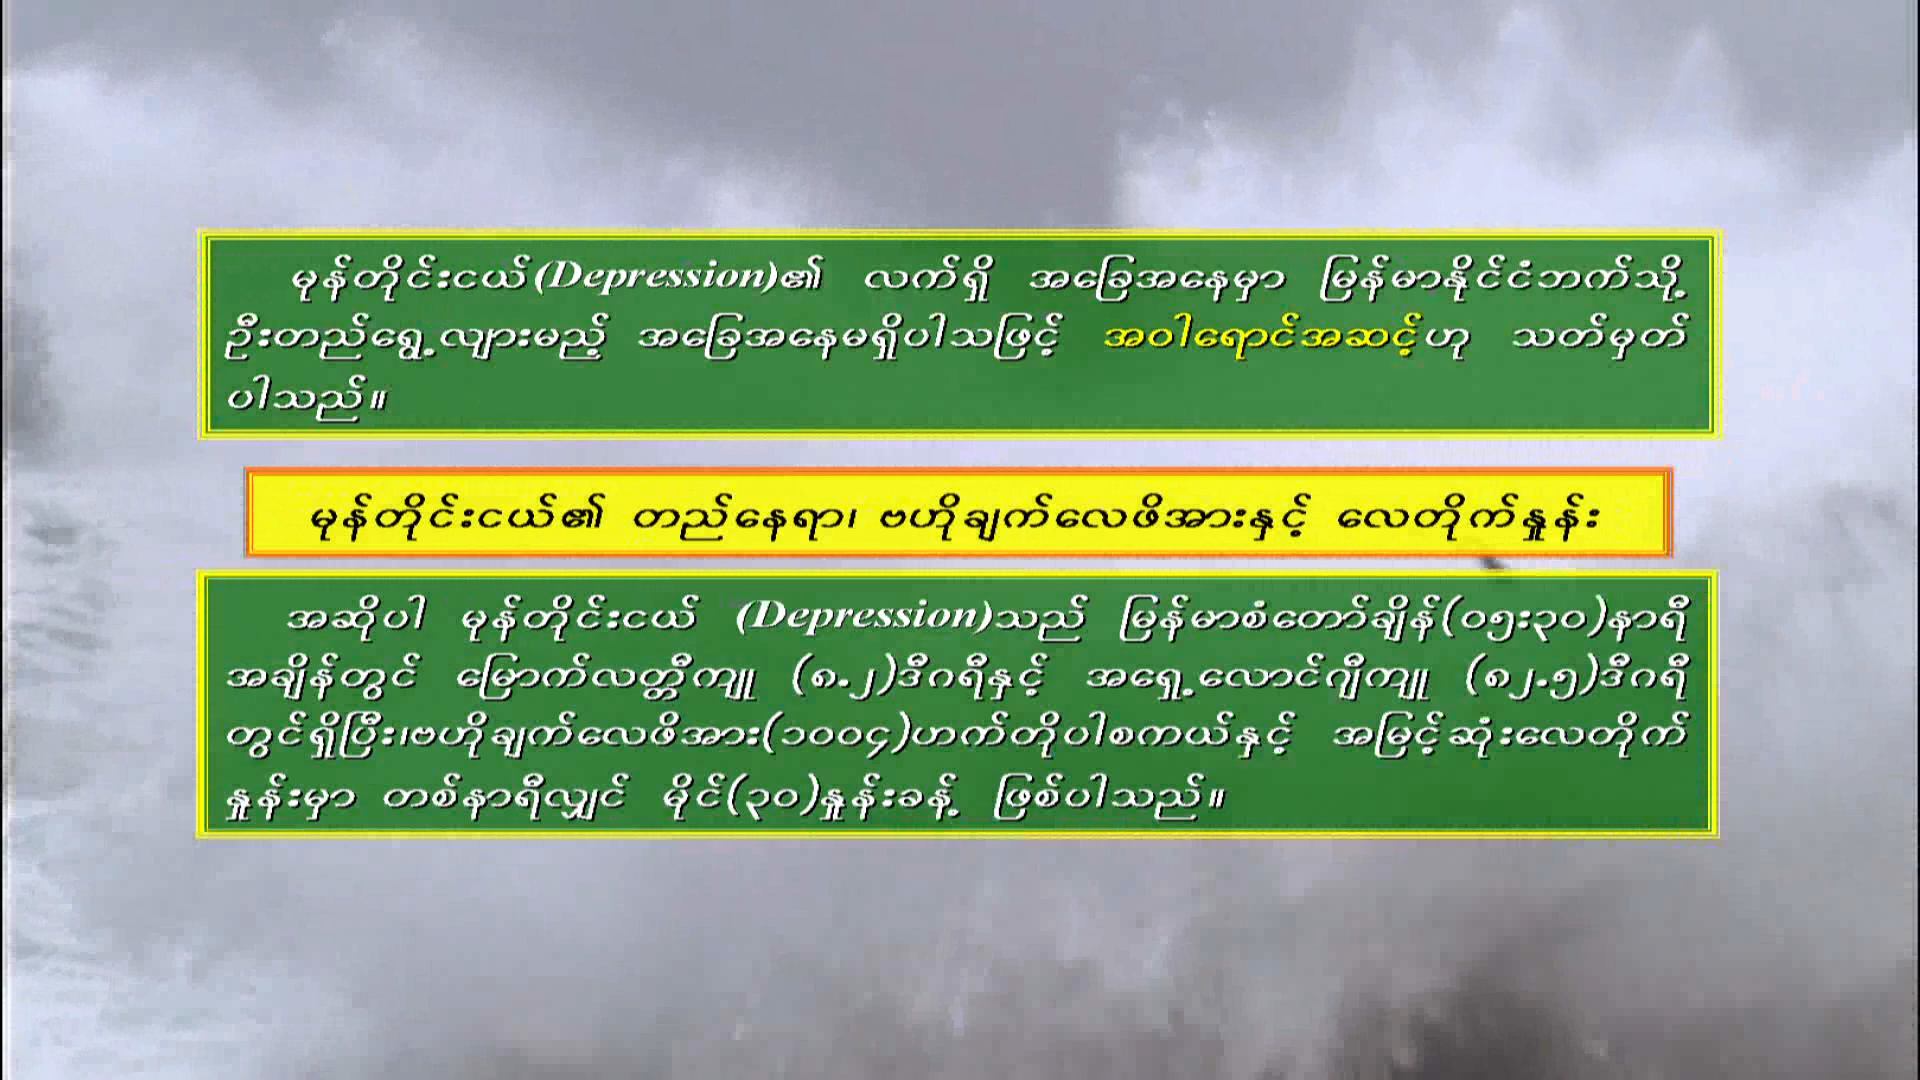 မုန်တိုင်းငယ်(Depression)၏ လက်ရှိ အခြေအနေမှာ မြန်မာနိုင်ငံဘက်သို့
ဦးတည်ရွေ့လျားမည့် အခြေအနေမရှိပါသဖြင့် အဝါရောင်အဆင့်ဟု သတ်မှတ်
ပါသည်။
မုန်တိုင်းငယ်၏ တည်နေရာ၊ ဗဟိုချက်လေဖိအားနှင့် လေတိုက်နှုန်း
အဆိုပါ မုန်တိုင်းငယ် (Depression)သည် မြန်မာစံတော်ချိန်(၀၅း၃၀)နာရီ
အချိန်တွင် မြောက်လတ္တီကျူ (၈.၂)ဒီဂရီနှင့် အရှေ့လောင်ဂျီကျူ (၈၂.၅)ဒီဂရီ
တွင်ရှိပြီး၊ဗဟိုချက်လေဖိအား(၁၀၀၄)ဟက်တိုပါစကယ်နှင့် အမြင့်ဆုံးလေတိုက်
နှုန်းမှာ တစ်နာရီလျှင် မိုင်(၃၀)နှုန်းခန့် ဖြစ်ပါသည်။